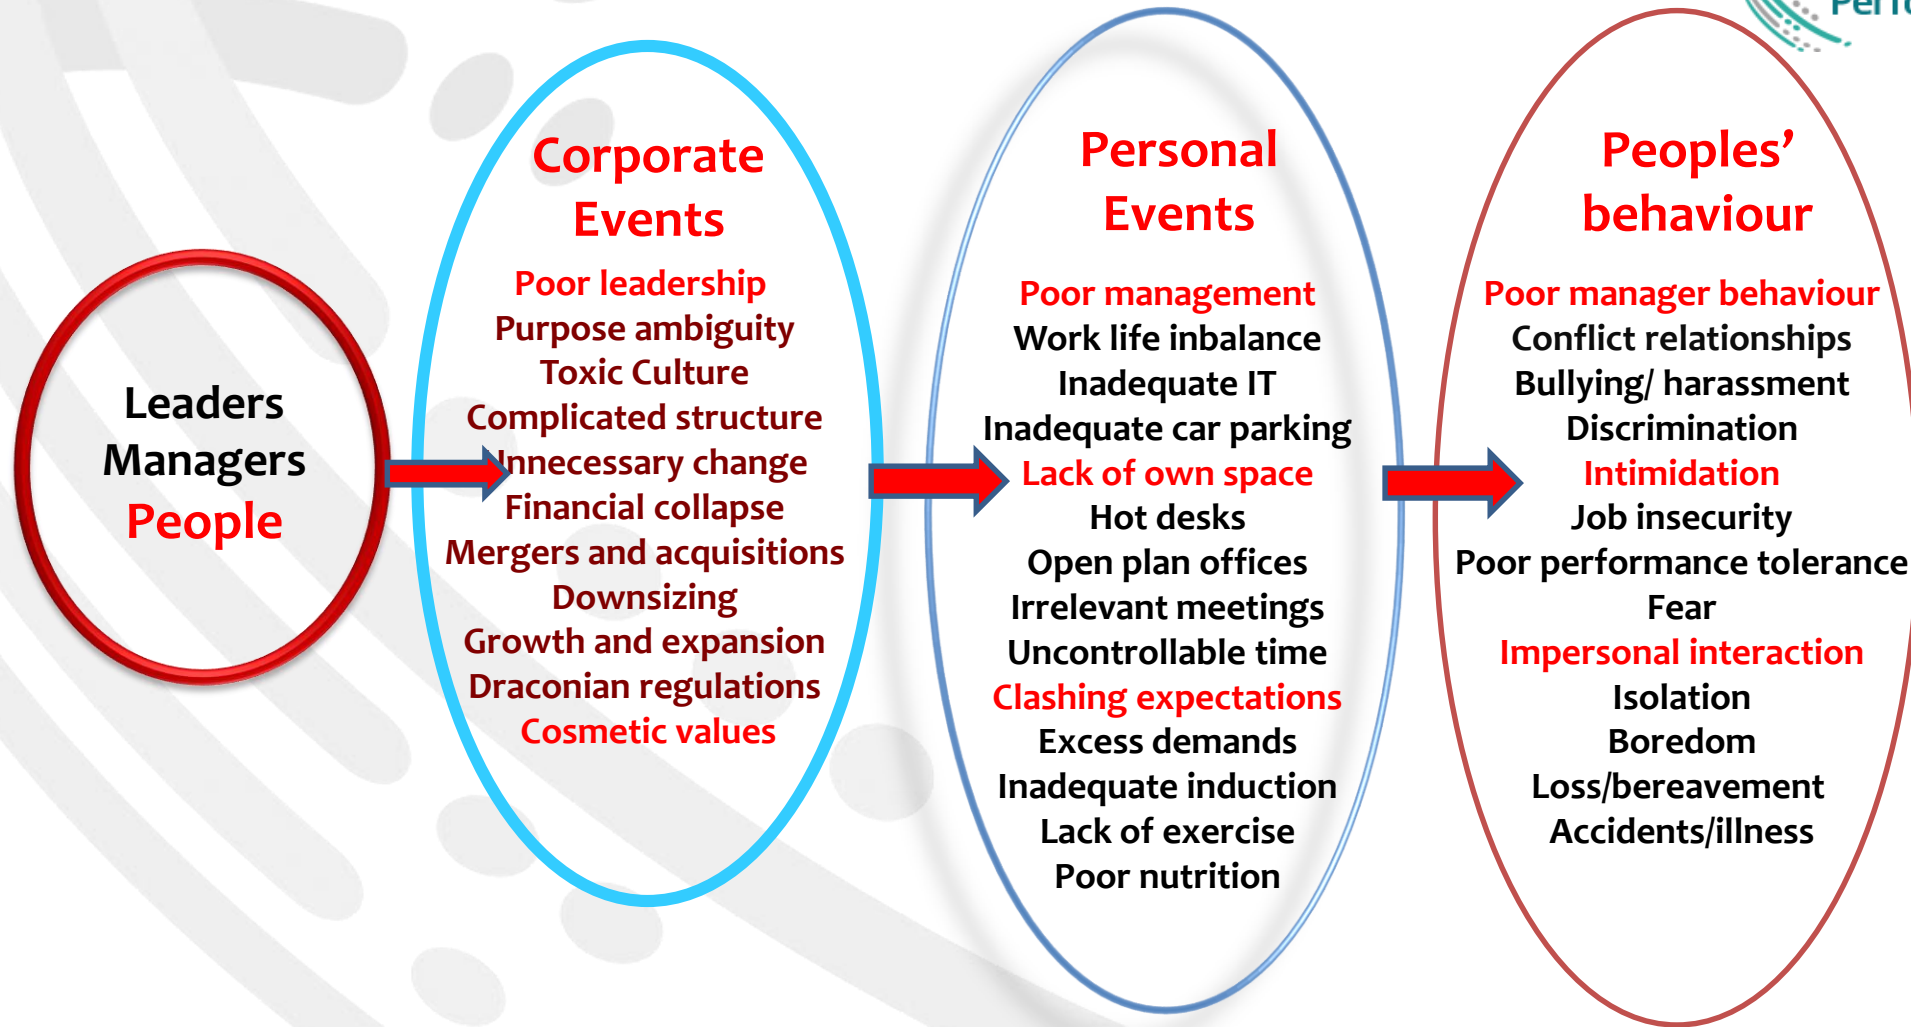 Leaders
Managers
People
Corporate
Events
Poor leadership
Purpose ambiguity
Toxic Culture
Complicated structure
Innecessary change
Financial collapse
Mergers and acquisitions
Downsizing
Growth and expansion
Draconian regulations
Cosmetic values
Personal
Events
Poor management
Work life inbalance
Inadequate IT
Inadequate car parking
Lack of own space
Hot desks
Open plan offices
Irrelevant meetings
Uncontrollable time
Clashing expectations
Excess demands
Inadequate induction
Lack of exercise
Poor nutrition
Peoples’
behaviour
Poor manager behaviour
Conflict relationships
Bullying/ harassment
Discrimination
Intimidation
Job insecurity
Poor performance tolerance
Fear
Impersonal interaction
Isolation
Boredom
Loss/bereavement
Accidents/illness